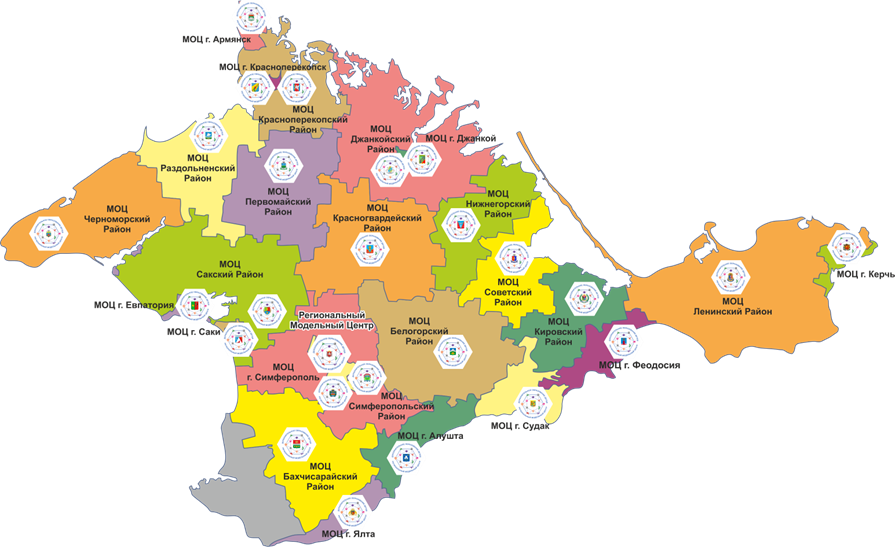 МОЦ г. Армянск
МОЦ г. Красноперекопск
МОЦ
Красноперекопский
Район
МОЦ
Джанкойский
Район
МОЦ г. Джанкой
МОЦ
Раздольненский
Район
МОЦ
Первомайский
Район
МОЦ
Нижнегорский
Район
МОЦ
Черноморский
Район
МОЦ
Красногвардейский
Район
МОЦ
Сакский Район
МОЦ г. Керчь
МОЦ
Советский
Район
МОЦ г. Евпатория
МОЦ
Ленинский Район
Региональный
Модельный Центр
МОЦ г. Саки
МОЦ
Белогорский
Район
МОЦ
Кировский
Район
МОЦ
г. Симферополь
МОЦ г. Феодосия
МОЦ
Симферопольский
Район
МОЦ г. Судак
МОЦ г. Алушта
МОЦ
Бахчисарайский
Район
МОЦ г. Ялта